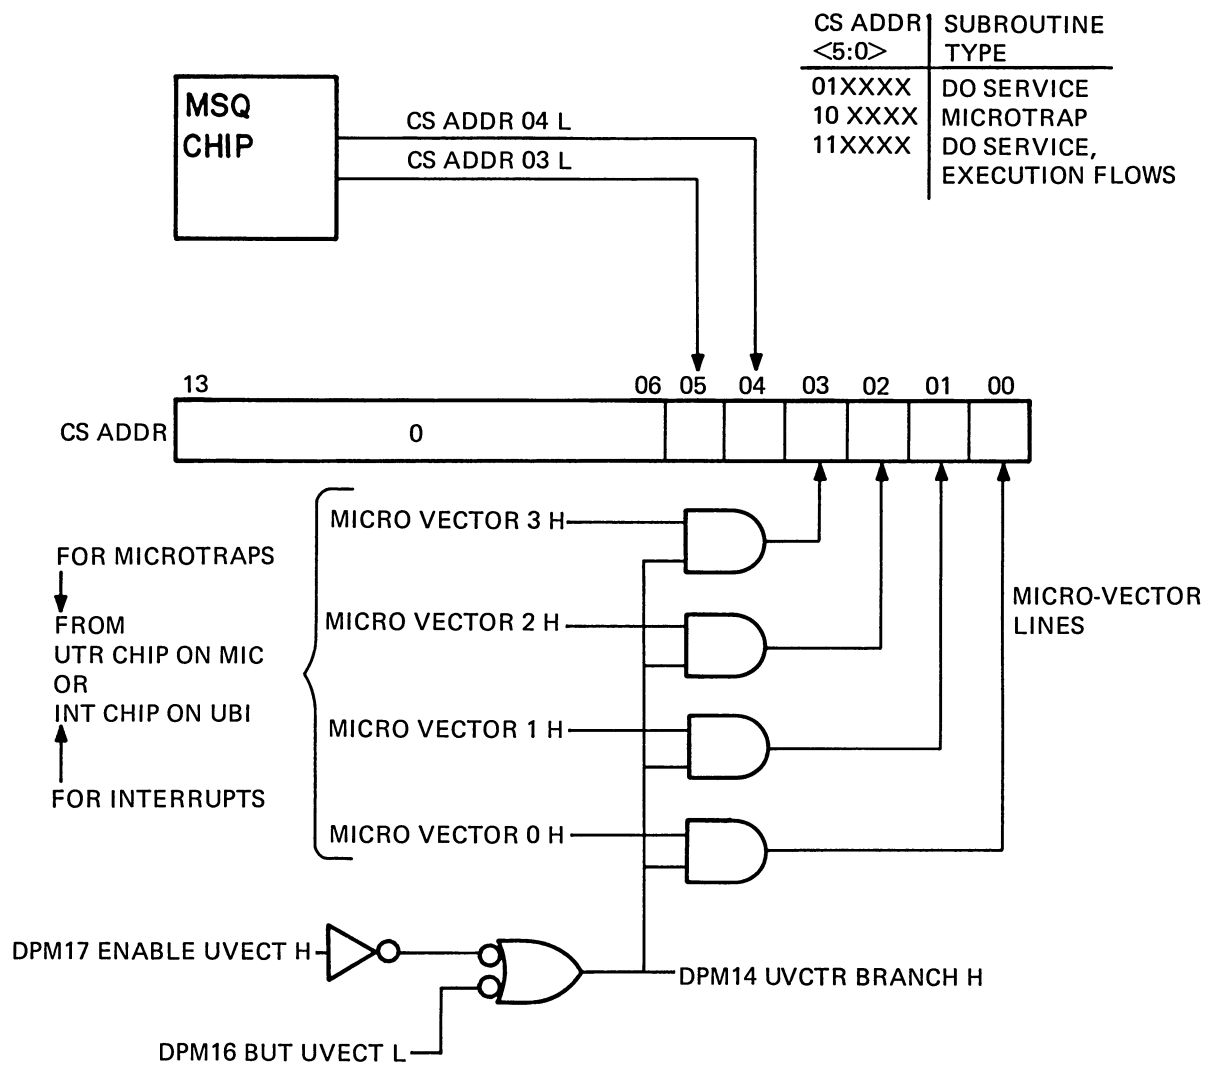 CS ADDR SUBROUTINE
<5:0> TYPE
01XXXX DO SERVICE
10 XXXX MICROTRAP
11XXXX DO SERVICE,
EXECUTION FLOWS
MSQ
CHIP
CS ADDR 04 L
CS ADDR 03 L
13 06 05 04 03 02 01 00
CS ADDR 0
MICRO VECTOR 3 H
FOR MICROTRAPS
FROM
UTR CHIP ON MIC
OR
INT CHIP ON UBI
FOR INTERRUPTS
MICRO VECTOR 2 H
MICRO VECTOR 1 H
MICRO VECTOR 0 H
MICRO-VECTOR
LINES
DPM17 ENABLE UVECT H
DPM14 UVCTR BRANCH H
DPM16 BUT UVECT L